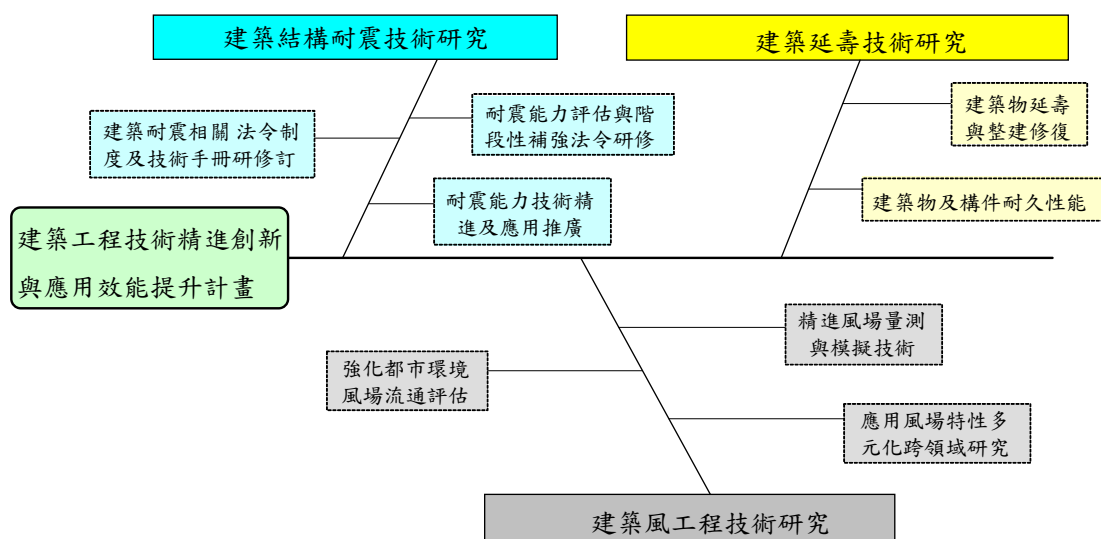 建築結構耐震技術研究
建築延壽技術研究
建築耐震相關 法令制
度及技術手冊研修訂
耐震能力評估與階
段性補強法令研修
耐震能力技術精
進及應用推廣
建築物延壽
與整建修復
建築物及構件耐久性能
建築工程技術精進創新
與應用效能提升計畫
強化都市環境
風場流通評估
精進風場量測
與模擬技術
應用風場特性多
元化跨領域研究
建築風工程技術研究